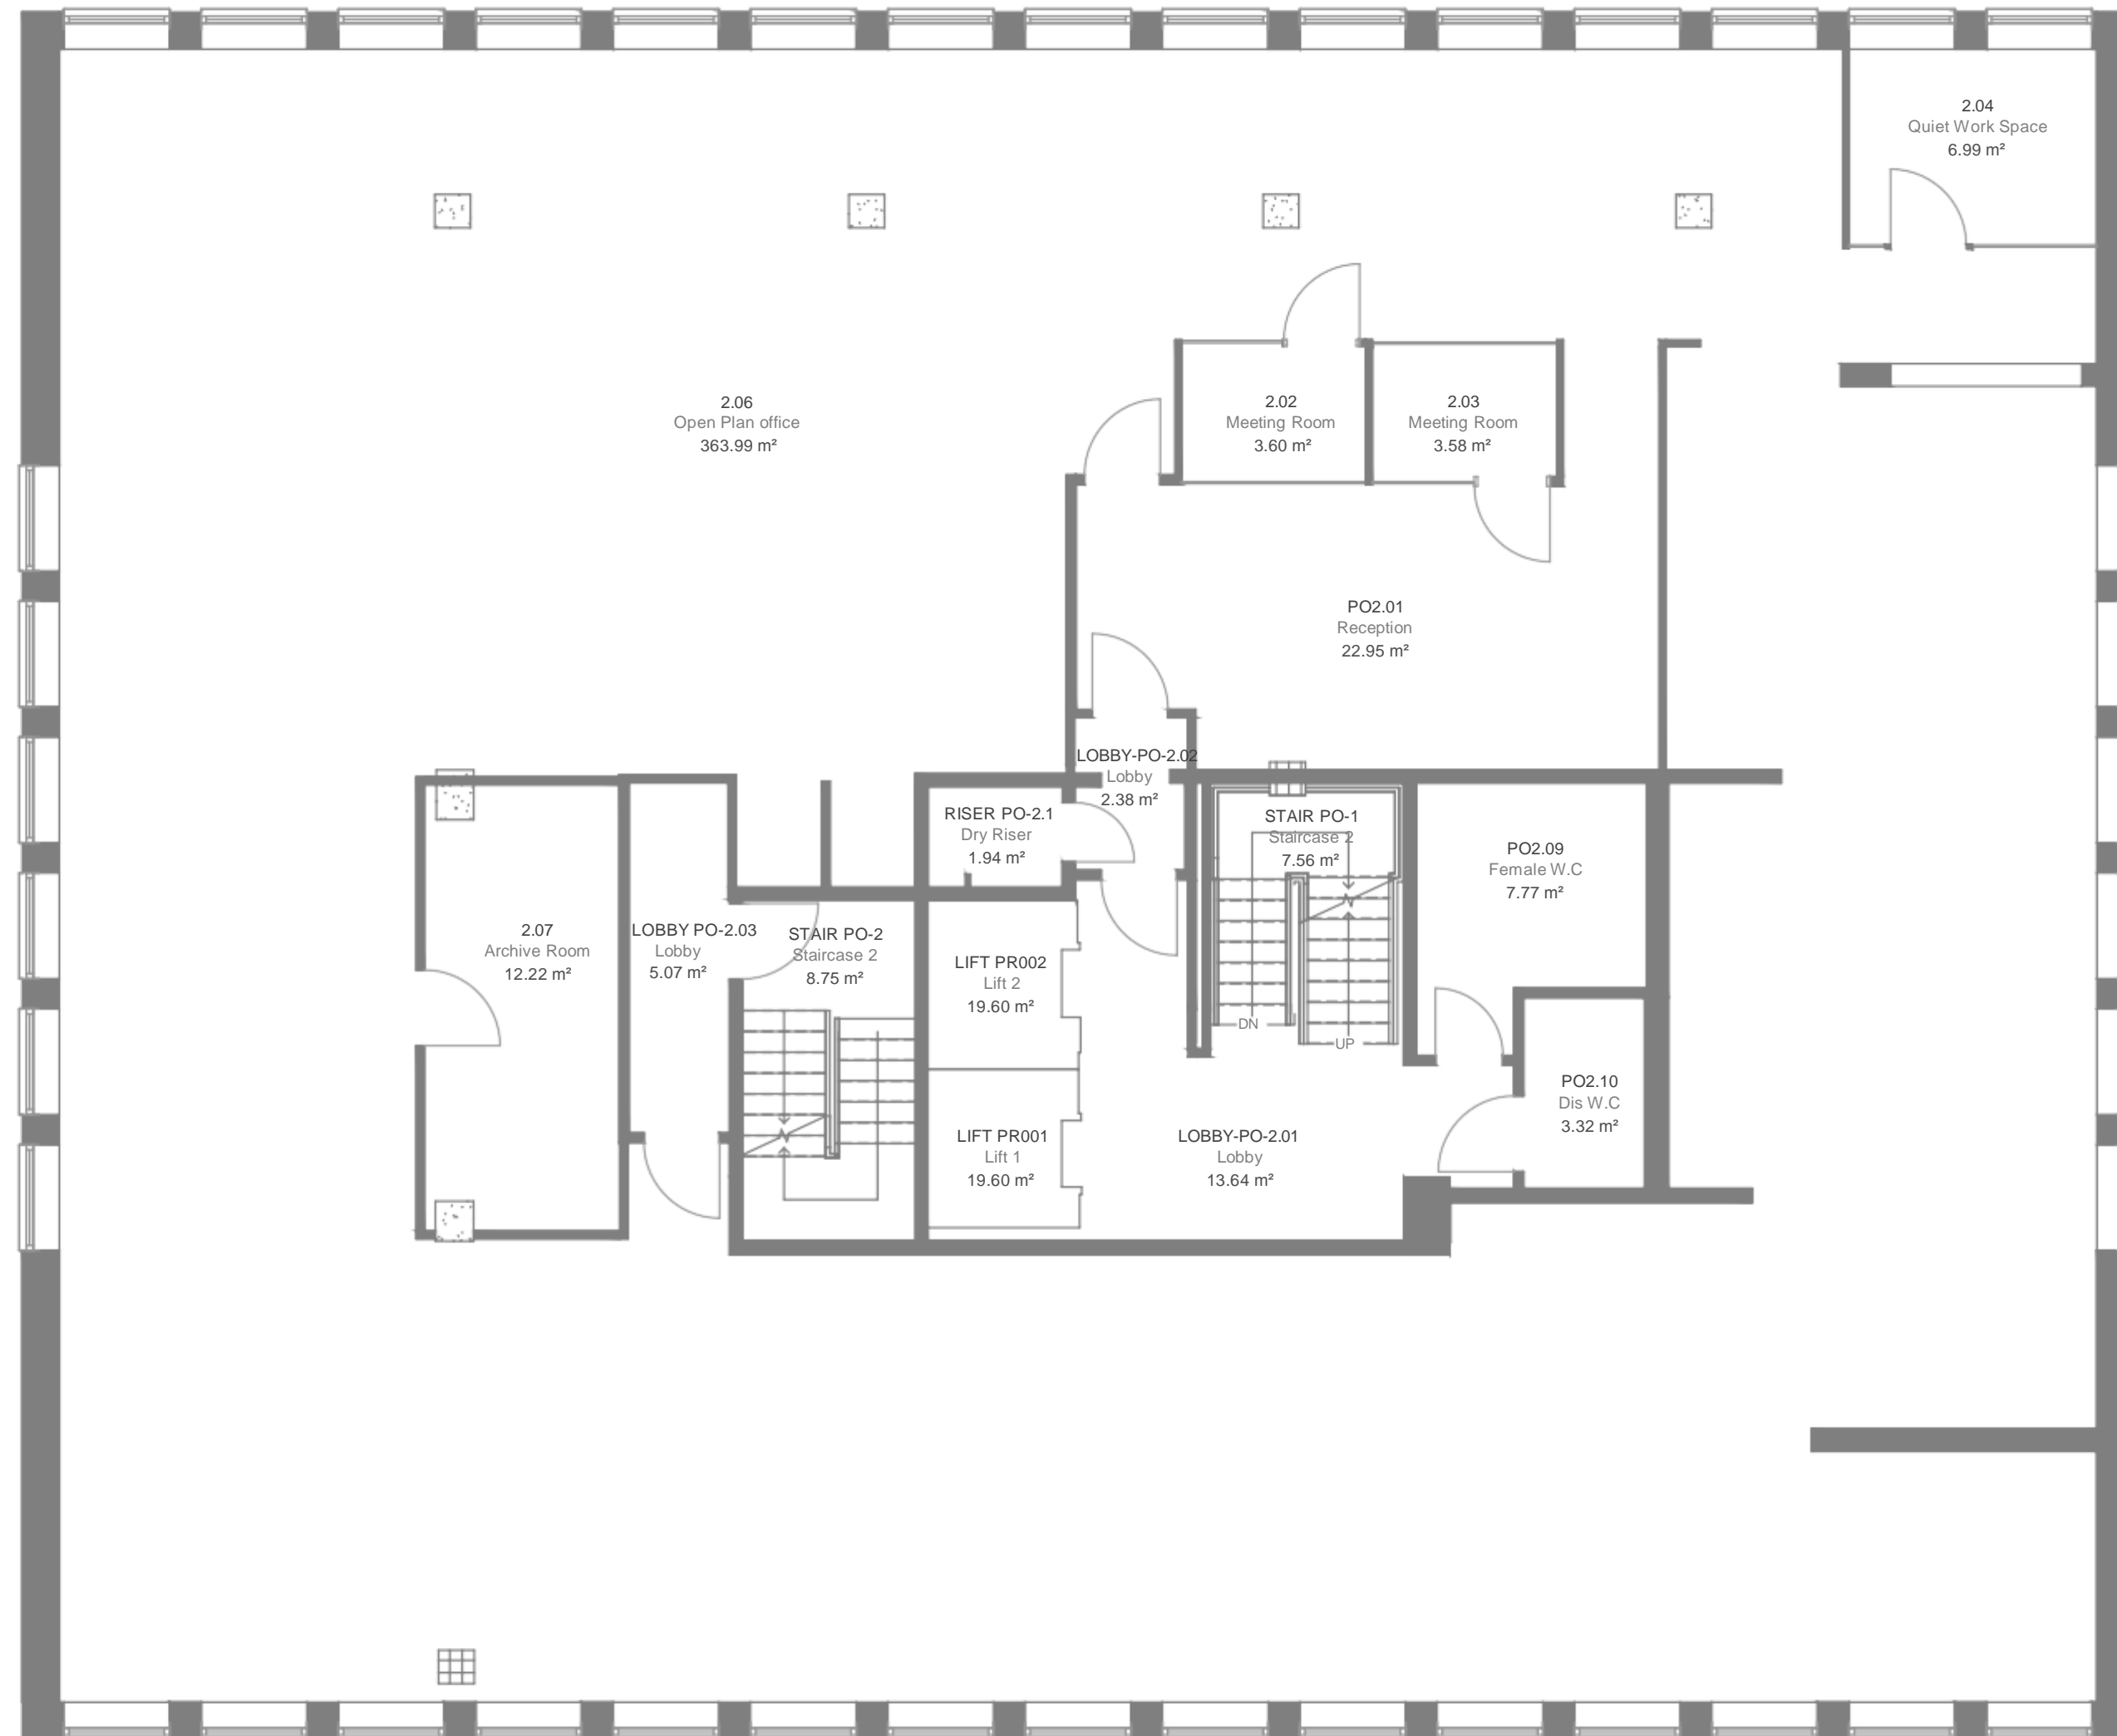 2.04
Quiet Work Space
6.99 m²
2.06
Open Plan office
363.99 m²
2.02
Meeting Room
3.60 m²
2.03
Meeting Room
3.58 m²
PO2.01
Reception
22.95 m²
LOBBY-PO-2.02
Lobby
2.38 m²
RISER PO-2.1
Dry Riser
1.94 m²
STAIR PO-1
Staircase 2
7.56 m²
PO2.09
Female W.C
7.77 m²
2.07
Archive Room
12.22 m²
LOBBY PO-2.03
Lobby
5.07 m²
STAIR PO-2
Staircase 2
8.75 m²
LIFT PR002
Lift 2
19.60 m²
DN
UP
PO2.10
Dis W.C
3.32 m²
LIFT PR001
Lift 1
19.60 m²
LOBBY-PO-2.01
Lobby
13.64 m²